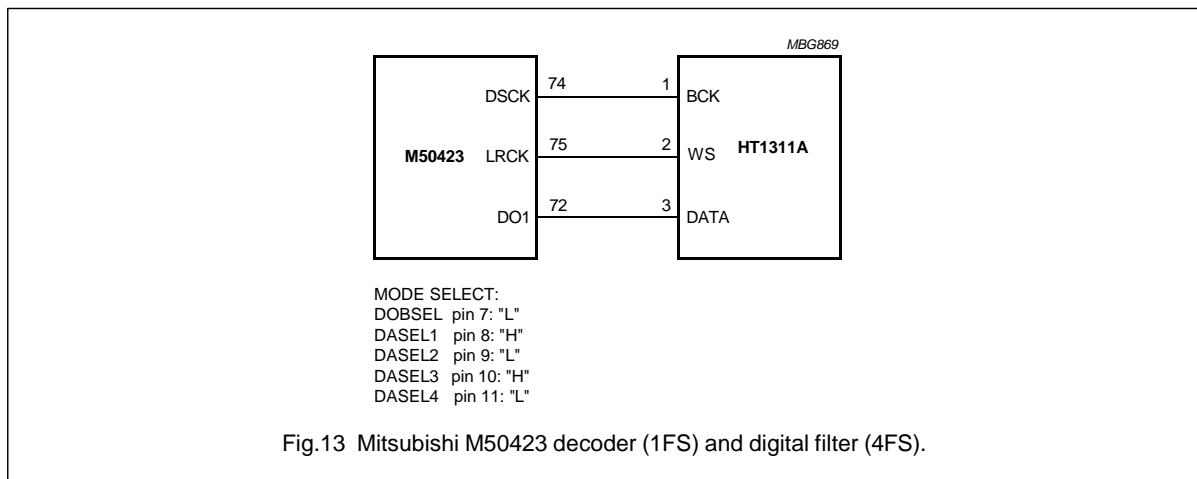 MBG869
DSCK 74 1 BCK
M50423 LRCK 75 2 WS HT1311A
DO1 72 3 DATA
MODE SELECT:
DOBSEL pin 7: "L"
DASEL1 pin 8: "H"
DASEL2 pin 9: "L"
DASEL3 pin 10: "H"
DASEL4 pin 11: "L"
Fig.13 Mitsubishi M50423 decoder (1FS) and digital filter (4FS).